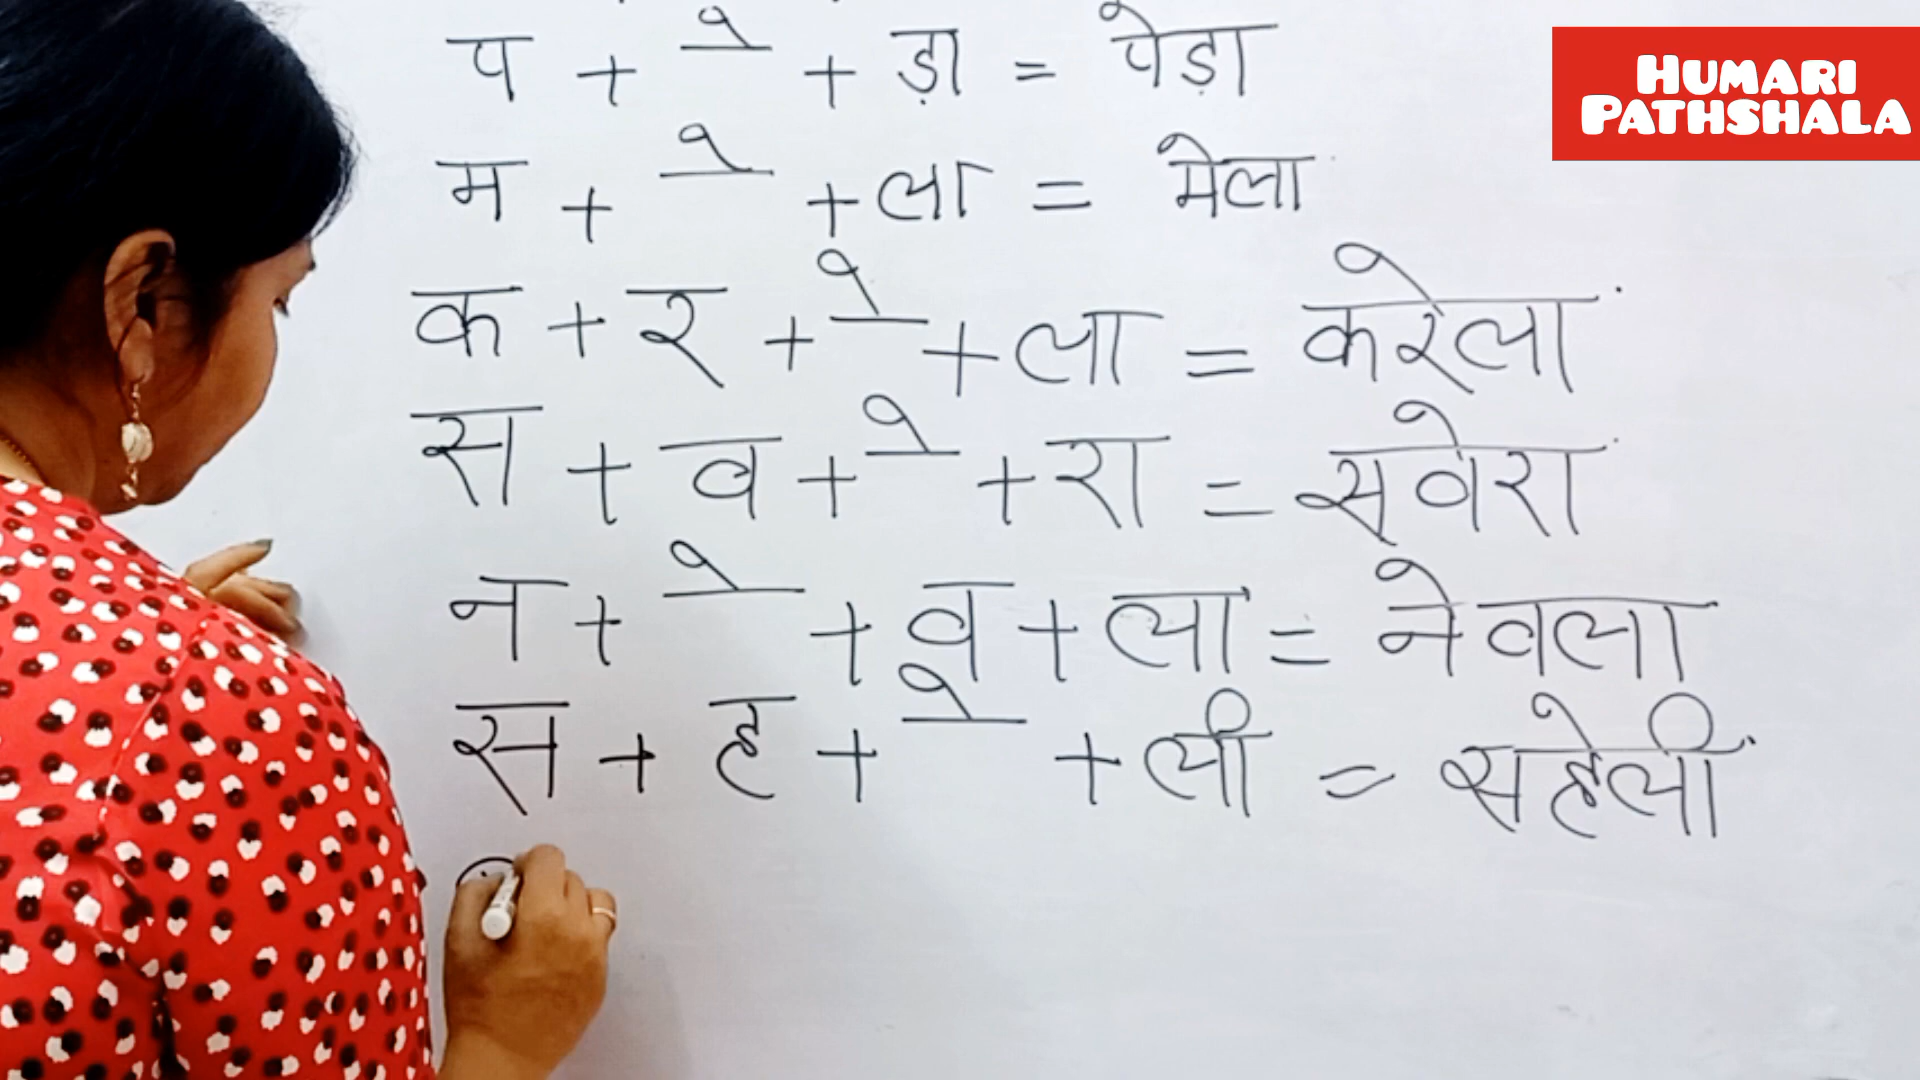 प + े + ड़ा = पेड़ा
म + े + ला = मेला
क + र + े + ला = करेला
स + व + े + रा = सवेरा
न + े + व + ला = नेवला
स + ह + े + ली = सहेली
HUMARI
PATHSHALA